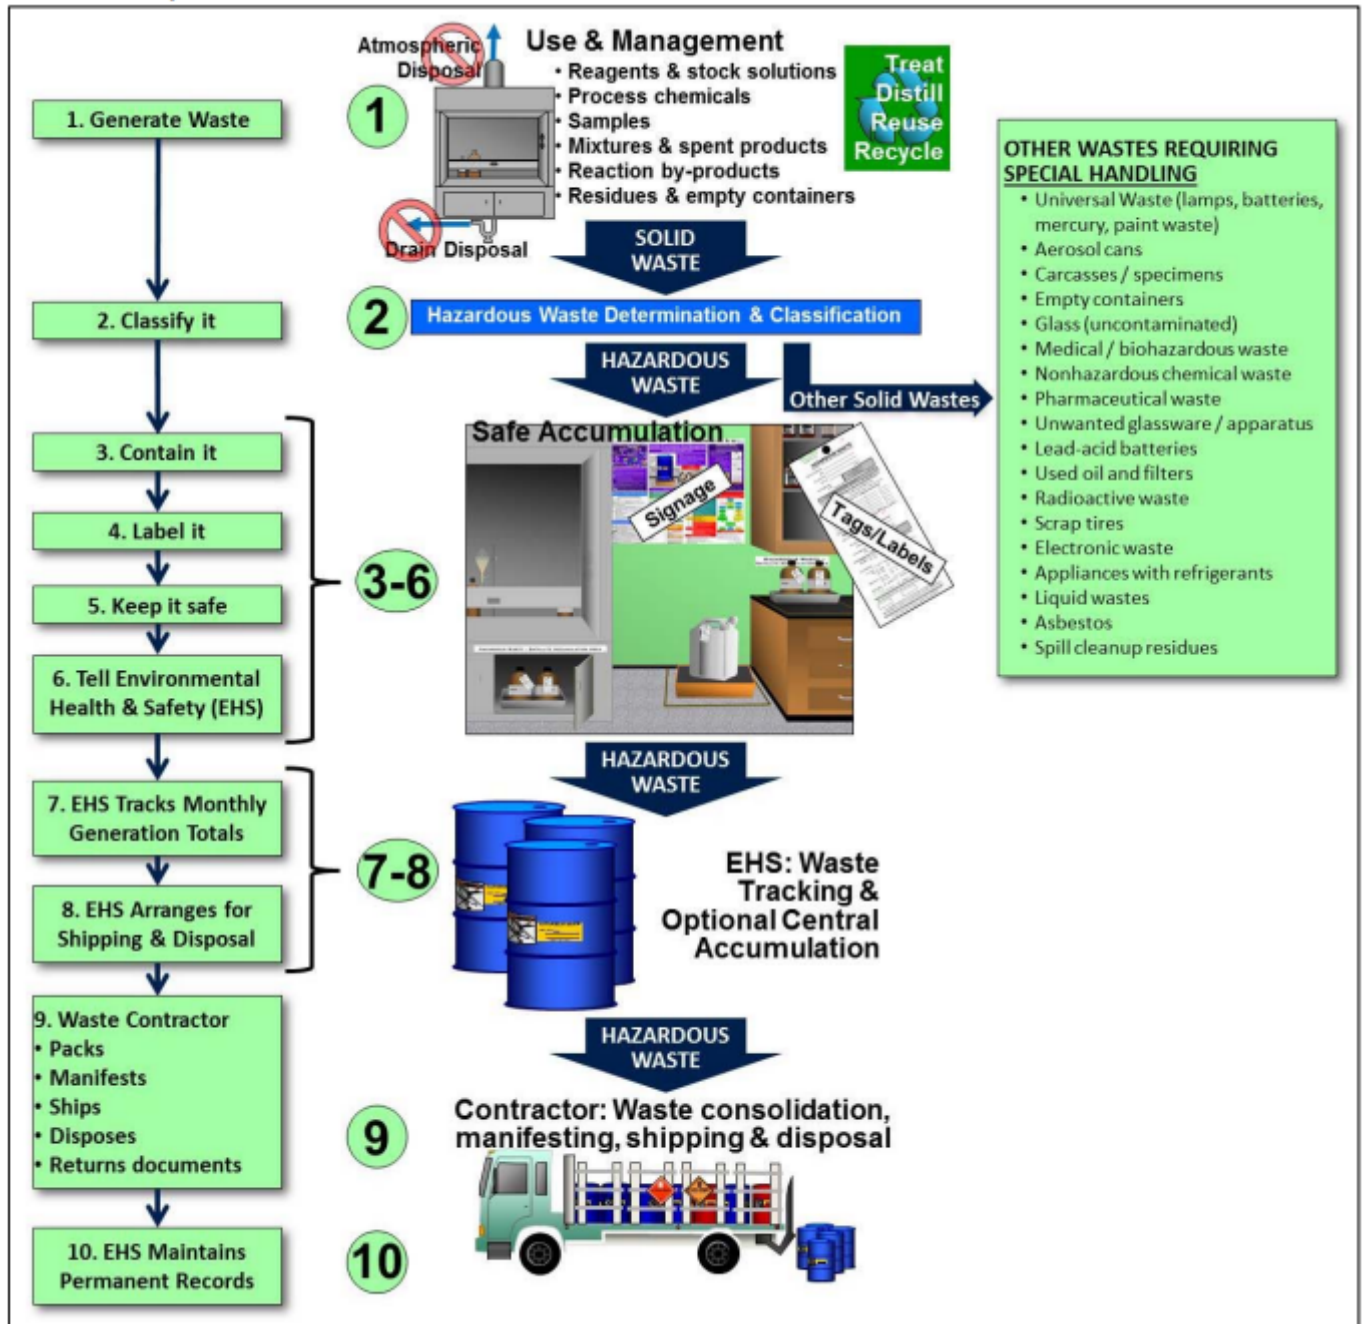 Atmospheric
Disposal
Use & Management
• Reagents & stock solutions
• Process chemicals
• Samples
• Mixtures & spent products
• Reaction by-products
• Residues & empty containers
Treat
Distill
Reuse
Recycle
1
Drain Disposal
1. Generate Waste
SOLID
WASTE
2. Classify it
2
Hazardous Waste Determination & Classification
HAZARDOUS
WASTE
Other Solid Wastes
OTHER WASTES REQUIRING
SPECIAL HANDLING
• Universal Waste (lamps, batteries,
mercury, paint waste)
• Aerosol cans
• Carcasses / specimens
• Empty containers
• Glass (uncontaminated)
• Medical / biohazardous waste
• Nonhazardous chemical waste
• Pharmaceutical waste
• Unwanted glassware / apparatus
• Lead-acid batteries
• Used oil and filters
• Radioactive waste
• Scrap tires
• Electronic waste
• Appliances with refrigerants
• Liquid wastes
• Asbestos
• Spill cleanup residues
3. Contain it
4. Label it
5. Keep it safe
6. Tell Environmental
Health & Safety (EHS)
3-6
Safe Accumulation
Signage
Tags/Labels
HAZARDOUS
WASTE
7. EHS Tracks Monthly
Generation Totals
8. EHS Arranges for
Shipping & Disposal
7-8
EHS: Waste
Tracking &
Optional Central
Accumulation
HAZARDOUS
WASTE
9. Waste Contractor
• Packs
• Manifests
• Ships
• Disposes
• Returns documents
9
Contractor: Waste consolidation,
manifesting, shipping & disposal
10. EHS Maintains
Permanent Records
10